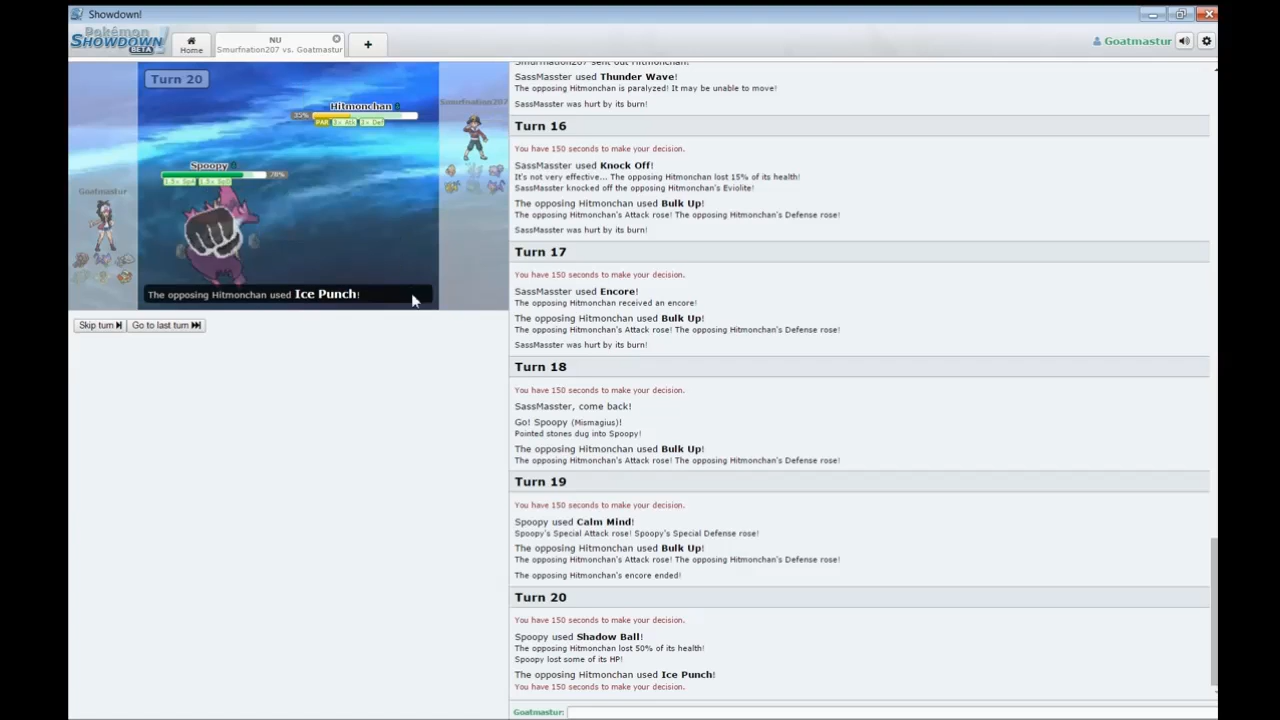 Showdown!
Pokémon
SHOWDOWN
BETA
Home
NU
Smurfnation207 vs. Goatmastur
+
Goatmastur
Turn 20
Hitmonchan
PAR
Smurfnation207
Spoopy
78%
Goatmastur
The opposing Hitmonchan used Ice Punch!
Skip turn
Go to last turn
Smurfnation207 sent out Hitmonchan!
SassMasster used Thunder Wave!
The opposing Hitmonchan is paralyzed! It may be unable to move!
SassMasster was hurt by its burn!
Turn 16
You have 150 seconds to make your decision.
SassMasster used Knock Off!
It's not very effective... The opposing Hitmonchan lost 15% of its health!
SassMasster knocked off the opposing Hitmonchan's Eviolite!
The opposing Hitmonchan used Bulk Up!
The opposing Hitmonchan's Attack rose! The opposing Hitmonchan's Defense rose!
SassMasster was hurt by its burn!
Turn 17
You have 150 seconds to make your decision.
SassMasster used Encore!
The opposing Hitmonchan received an encore!
The opposing Hitmonchan used Bulk Up!
The opposing Hitmonchan's Attack rose! The opposing Hitmonchan's Defense rose!
SassMasster was hurt by its burn!
Turn 18
You have 150 seconds to make your decision.
SassMasster, come back!
Go! Spoopy (Mismagius)!
Pointed stones dug into Spoopy!
The opposing Hitmonchan used Bulk Up!
The opposing Hitmonchan's Attack rose! The opposing Hitmonchan's Defense rose!
Turn 19
You have 150 seconds to make your decision.
Spoopy used Calm Mind!
Spoopy's Special Attack rose! Spoopy's Special Defense rose!
The opposing Hitmonchan used Bulk Up!
The opposing Hitmonchan's Attack rose! The opposing Hitmonchan's Defense rose!
The opposing Hitmonchan's encore ended!
Turn 20
You have 150 seconds to make your decision.
Spoopy used Shadow Ball!
The opposing Hitmonchan lost 50% of its health!
Spoopy lost some of its HP!
The opposing Hitmonchan used Ice Punch!
You have 150 seconds to make your decision.
Goatmastur: